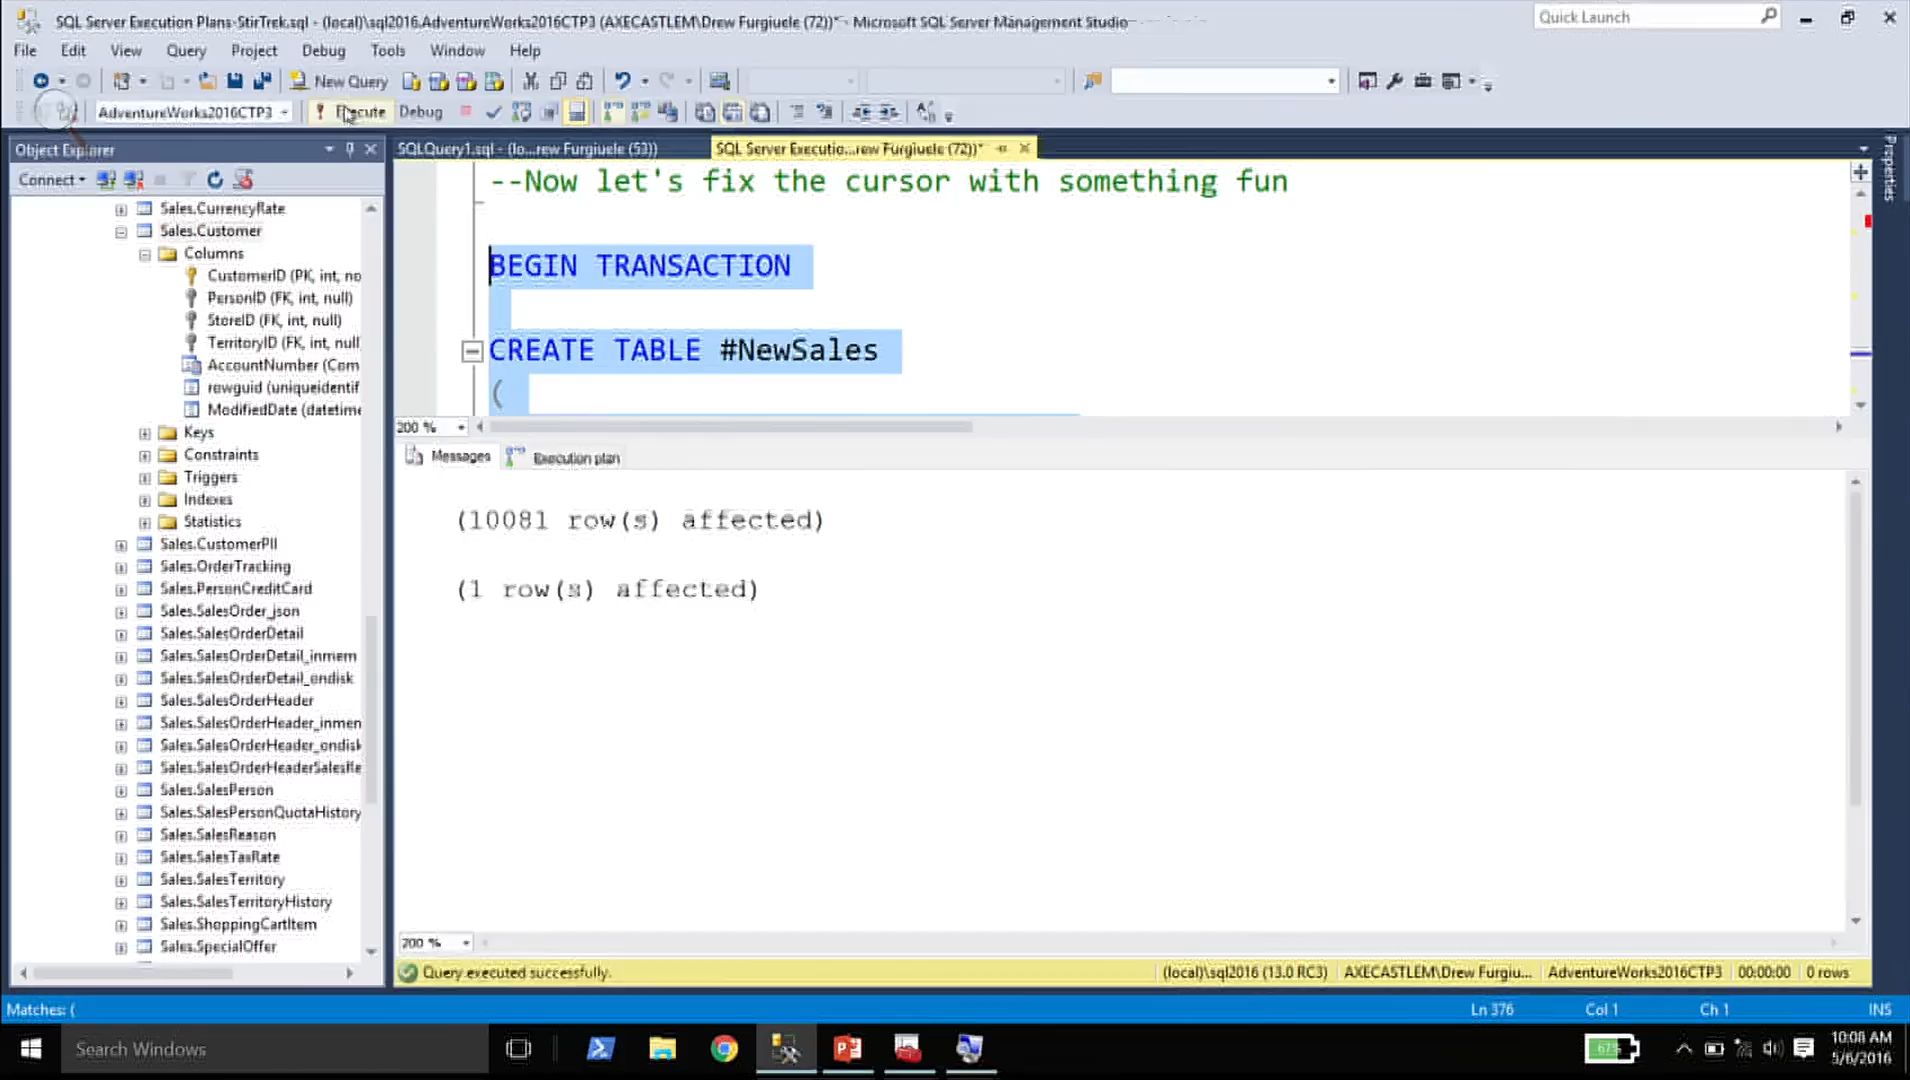 SQL Server Execution Plans-StirTrek.sql - (local)\sql2016.AdventureWorks2016CTP3 (AXECASTLEM\Drew Furgiuele (72))* - Microsoft SQL Server Management Studio
Quick Launch
File Edit View Query Project Debug Tools Window Help
New Query
AdventureWorks2016CTP3 Execute Debug
Object Explorer
SQLQuery1.sql - (lo...rew Furgiuele (53))
SQL Server Executio...ew Furgiuele (72))*
Properties
Connect
Sales.CurrencyRate
Sales.Customer
Columns
CustomerID (PK, int, no
PersonID (FK, int, null)
StoreID (FK, int, null)
TerritoryID (FK, int, null
AccountNumber (Com
rowguid (uniqueidentif
ModifiedDate (datetime
Keys
Constraints
Triggers
Indexes
Statistics
Sales.CustomerPII
Sales.OrderTracking
Sales.PersonCreditCard
Sales.SalesOrder_json
Sales.SalesOrderDetail
Sales.SalesOrderDetail_inmem
Sales.SalesOrderDetail_ondisk
Sales.SalesOrderHeader
Sales.SalesOrderHeader_inmen
Sales.SalesOrderHeader_ondisk
Sales.SalesOrderHeaderSalesRe
Sales.SalesPerson
Sales.SalesPersonQuotaHistory
Sales.SalesReason
Sales.SalesTaxRate
Sales.SalesTerritory
Sales.SalesTerritoryHistory
Sales.ShoppingCartItem
Sales.SpecialOffer
--Now let's fix the cursor with something fun
BEGIN TRANSACTION
CREATE TABLE #NewSales
(
200 %
Messages Execution plan
(10081 row(s) affected)
(1 row(s) affected)
200 %
Query executed successfully.
(local)\sql2016 (13.0 RC3) AXECASTLEM\Drew Furgiu... AdventureWorks2016CTP3 00:00:00 0 rows
Matches: (
Ln 376 Col 1 Ch 1 INS
Search Windows
67%
10:08 AM
5/6/2016